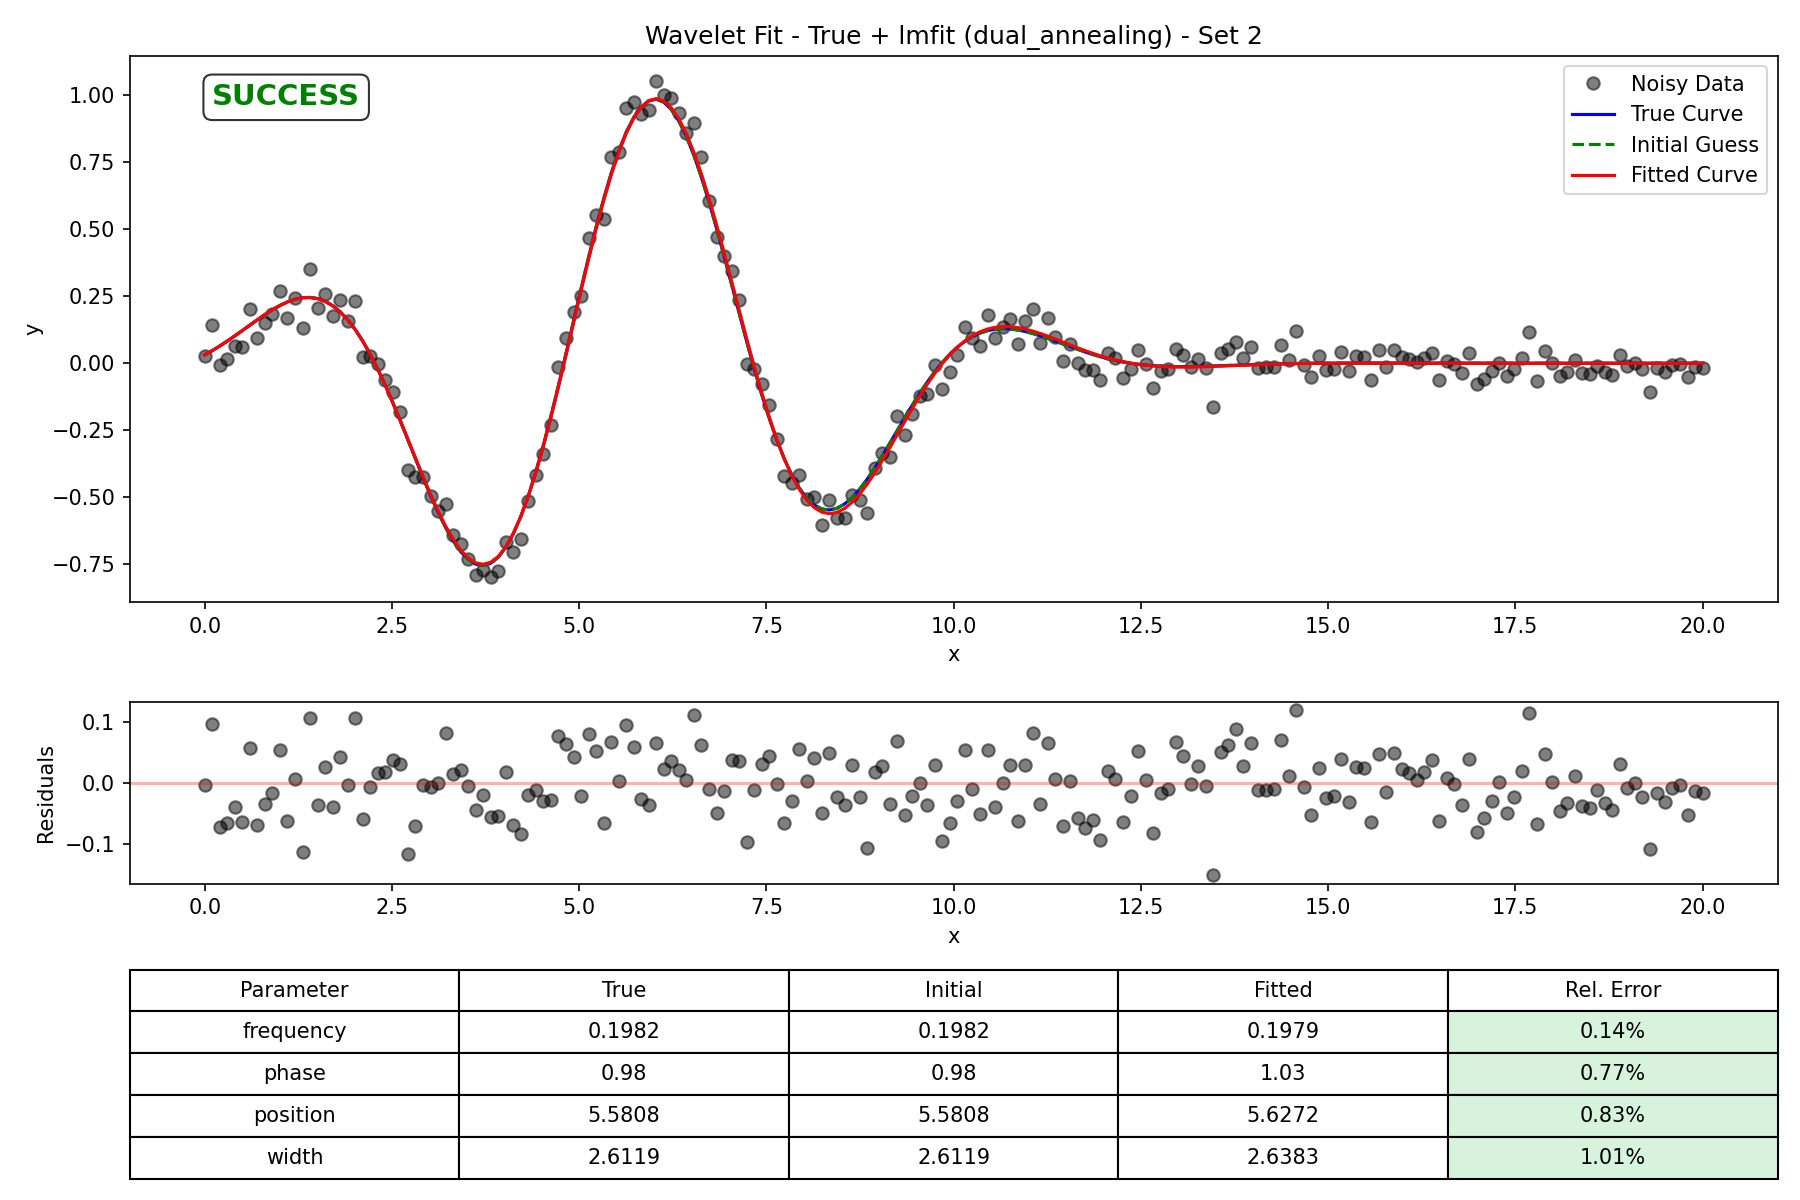 Wavelet Fit - True + lmfit (dual_annealing) - Set 2
SUCCESS
Noisy Data
True Curve
Initial Guess
Fitted Curve
y
1.00
0.75
0.50
0.25
0.00
−0.25
−0.50
−0.75
0.0 2.5 5.0 7.5 10.0 12.5 15.0 17.5 20.0
x
Residuals
0.1
0.0
−0.1
0.0 2.5 5.0 7.5 10.0 12.5 15.0 17.5 20.0
x
Parameter True Initial Fitted Rel. Error
frequency 0.1982 0.1982 0.1979 0.14%
phase 0.98 0.98 1.03 0.77%
position 5.5808 5.5808 5.6272 0.83%
width 2.6119 2.6119 2.6383 1.01%